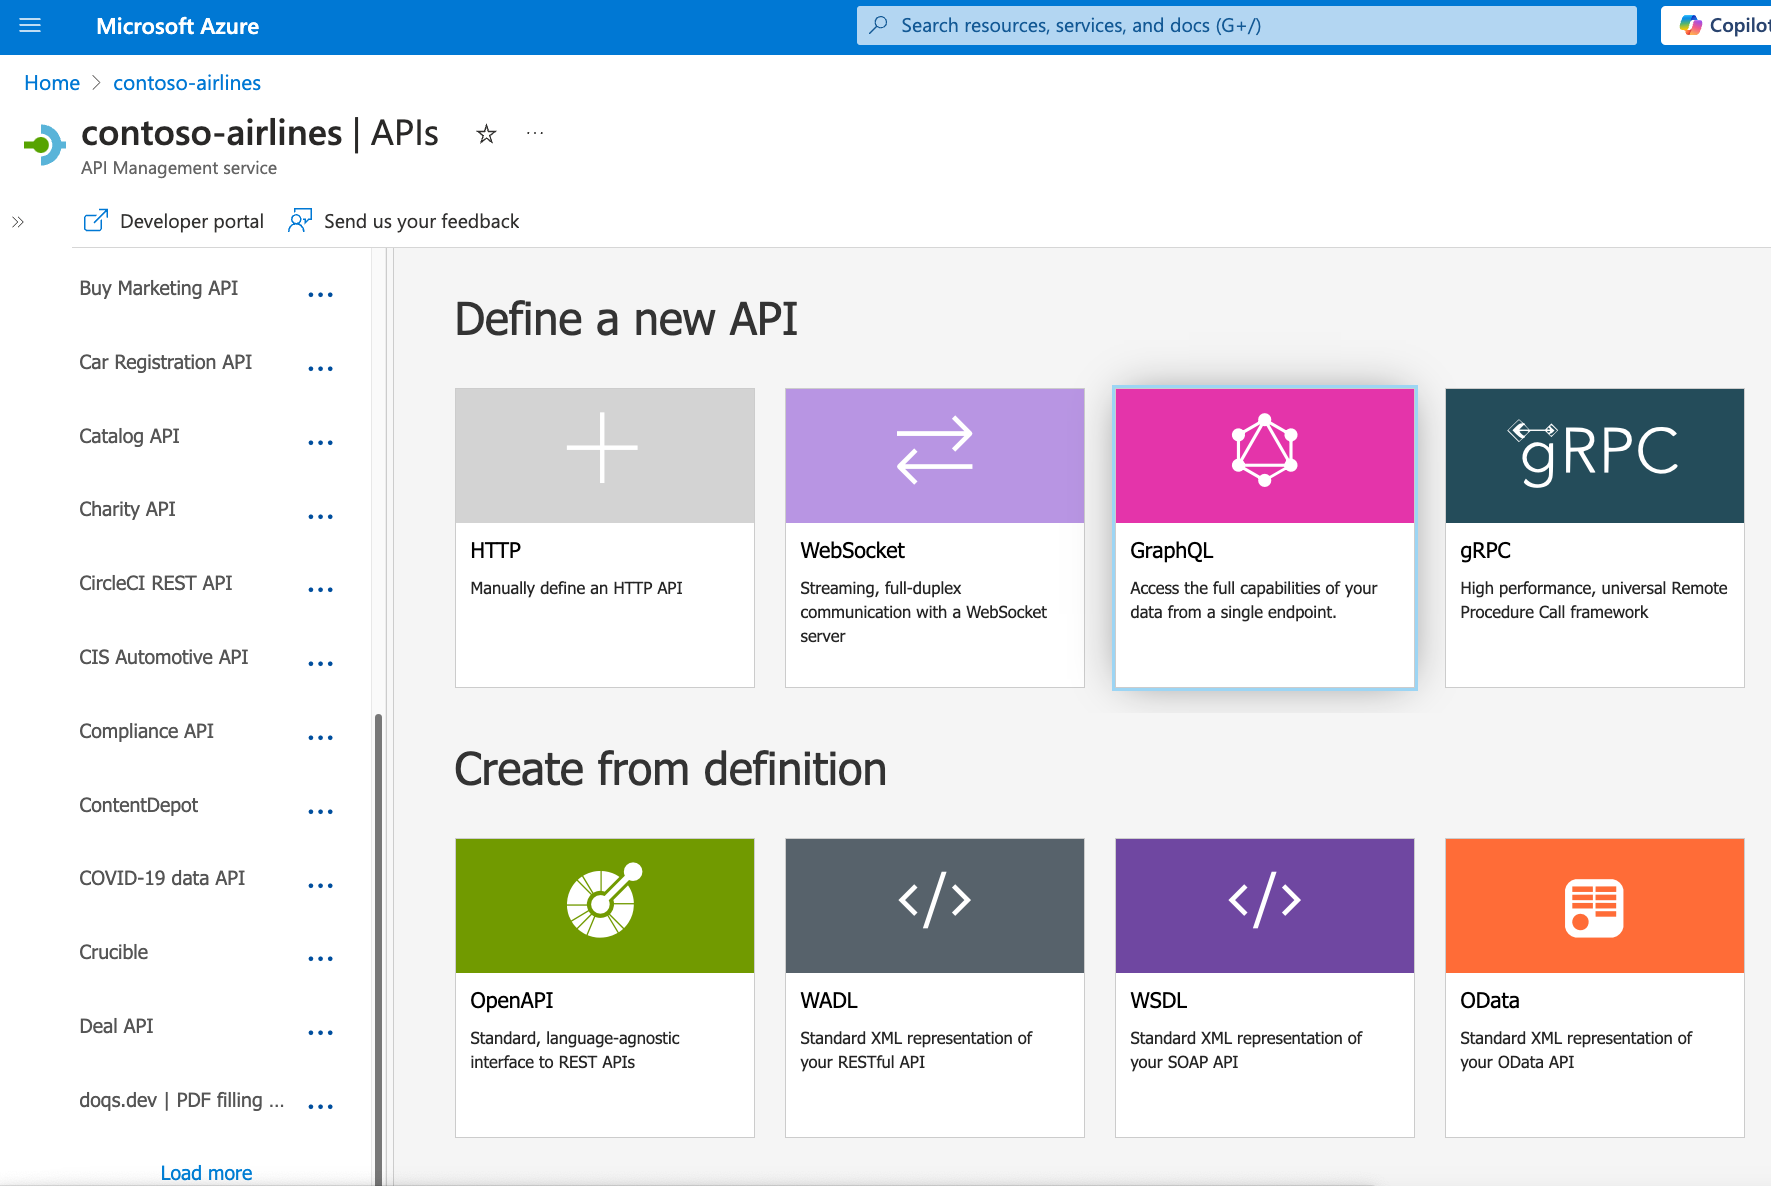 Microsoft Azure
Search resources, services, and docs (G+/)
Home > contoso-airlines
contoso-airlines | APIs
API Management service
Developer portal
Send us your feedback
Buy Marketing API
Car Registration API
Catalog API
Charity API
CircleCI REST API
CIS Automotive API
Compliance API
ContentDepot
COVID-19 data API
Crucible
Deal API
doqs.dev | PDF filling ...
Load more
Define a new API
HTTP
Manually define an HTTP API
WebSocket
Streaming, full-duplex
communication with a WebSocket
server
GraphQL
Access the full capabilities of your
data from a single endpoint.
gRPC
gRPC
High performance, universal Remote
Procedure Call framework
Create from definition
OpenAPI
Standard, language-agnostic
interface to REST APIs
WADL
Standard XML representation of
your RESTful API
WSDL
Standard XML representation of
your SOAP API
OData
Standard XML representation of
your OData API